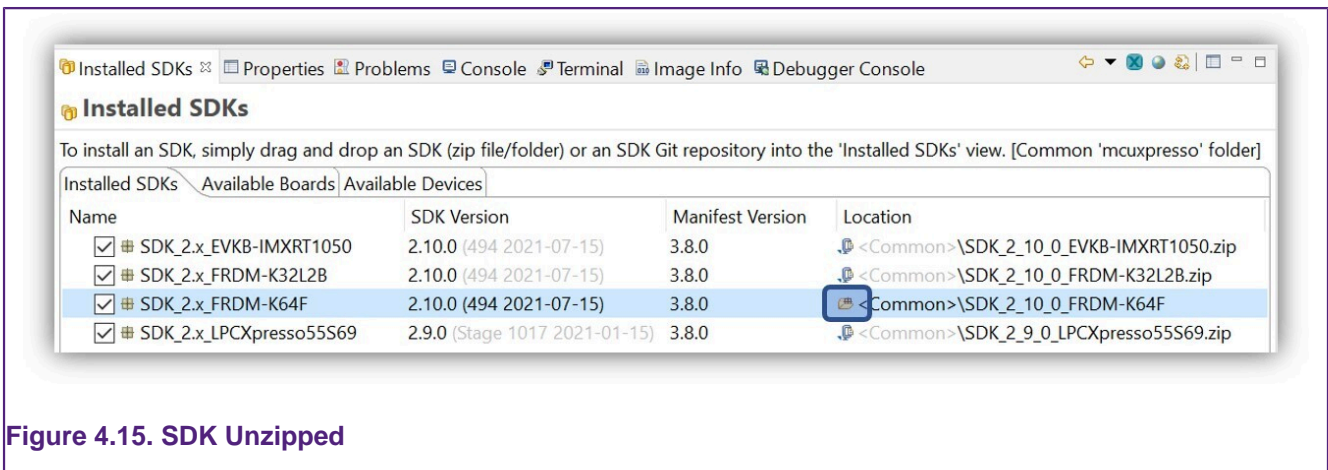 Installed SDKs Properties Problems Console Terminal Image Info Debugger Console
Installed SDKs
To install an SDK, simply drag and drop an SDK (zip file/folder) or an SDK Git repository into the 'Installed SDKs' view. [Common 'mcuxpresso' folder]
Installed SDKs Available Boards Available Devices
Name SDK Version Manifest Version Location
SDK_2.x_EVKB-IMXRT1050 2.10.0 (494 2021-07-15) 3.8.0 <Common>\SDK_2_10_0_EVKB-IMXRT1050.zip
SDK_2.x_FRDM-K32L2B 2.10.0 (494 2021-07-15) 3.8.0 <Common>\SDK_2_10_0_FRDM-K32L2B.zip
SDK_2.x_FRDM-K64F 2.10.0 (494 2021-07-15) 3.8.0 <Common>\SDK_2_10_0_FRDM-K64F
SDK_2.x_LPCXpresso55S69 2.9.0 (Stage 1017 2021-01-15) 3.8.0 <Common>\SDK_2_9_0_LPCXpresso55S69.zip
Figure 4.15. SDK Unzipped